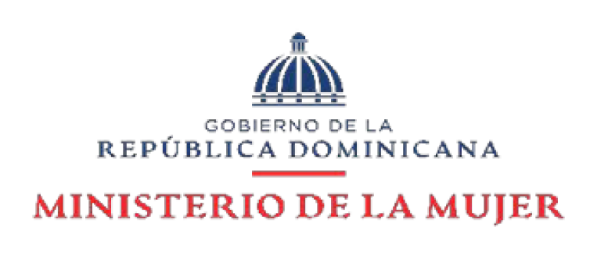 GOBIERNO DE LA
REPÚBLICA DOMINICANA
MINISTERIO DE LA MUJER